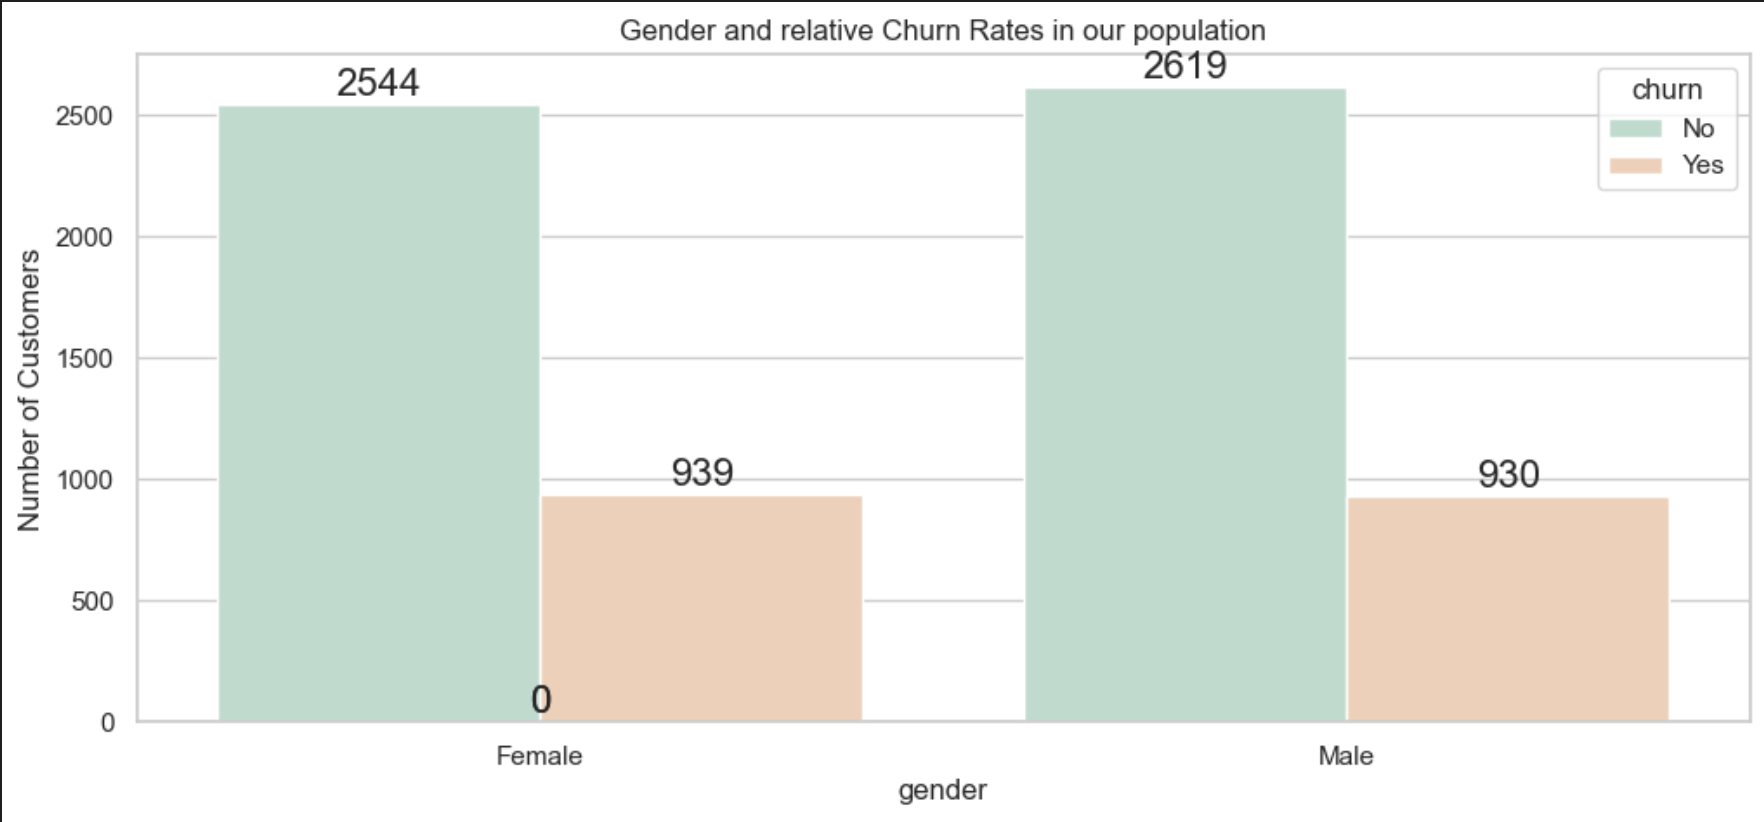 Gender and relative Churn Rates in our population
2544
2619
churn
No
Yes
2500
2000
1500
1000
500
0
Number of Customers
939
930
0
Female
Male
gender